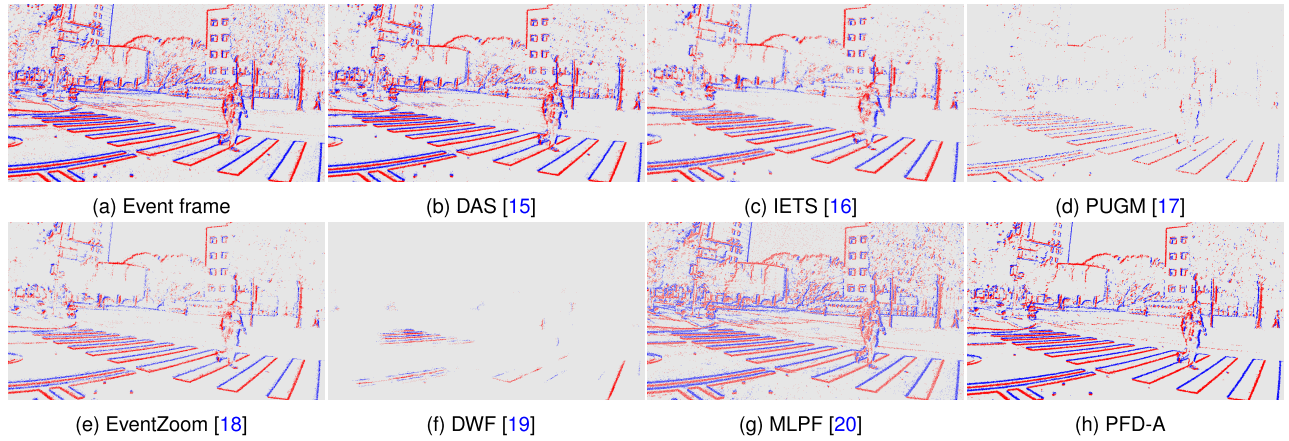 (a) Event frame
(b) DAS [15]
(c) IETS [16]
(d) PUGM [17]
(e) EventZoom [18]
(f) DWF [19]
(g) MLPF [20]
(h) PFD-A